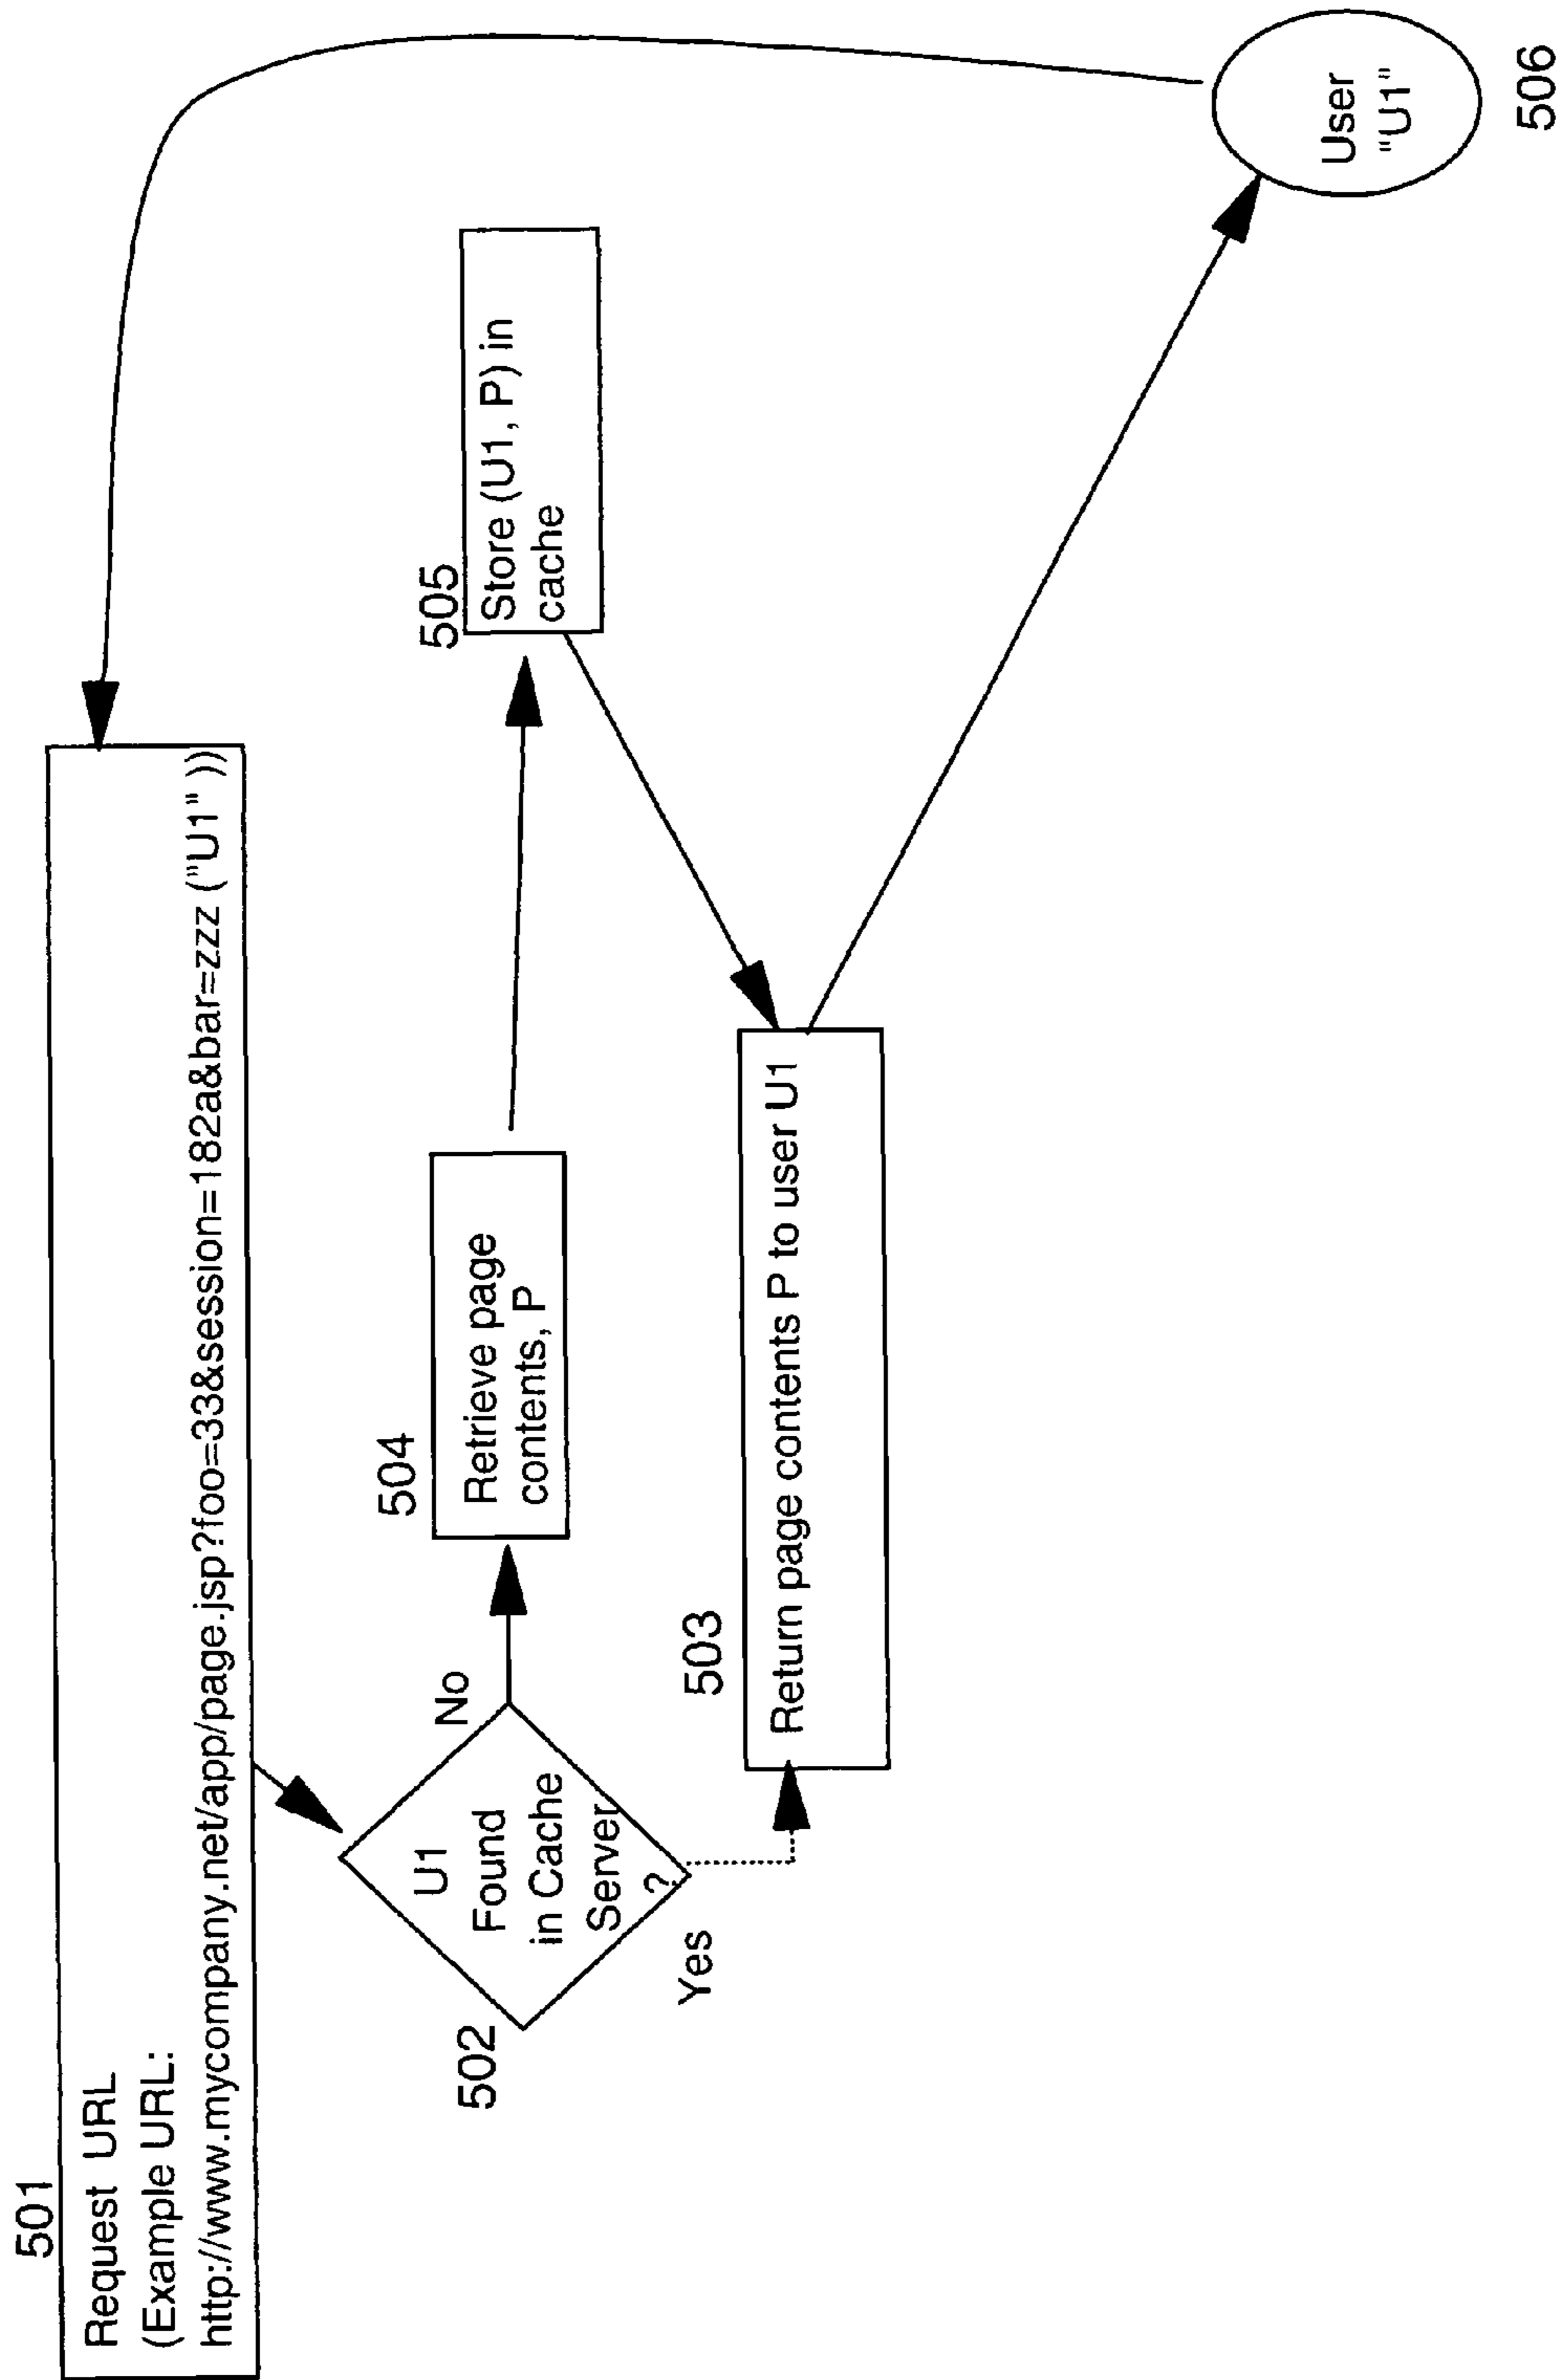 501
Request URL
(Example URL:
http://www.mycompany.net/app/page.jsp?foo=33&session=182a&bar=zzz ("U1" ))
502
U1
Found
in Cache
Server
?
No
Yes
504
Retrieve page
contents, P
505
Store (U1, P) in
cache
503
Return page contents P to user U1
User
"U1"
506